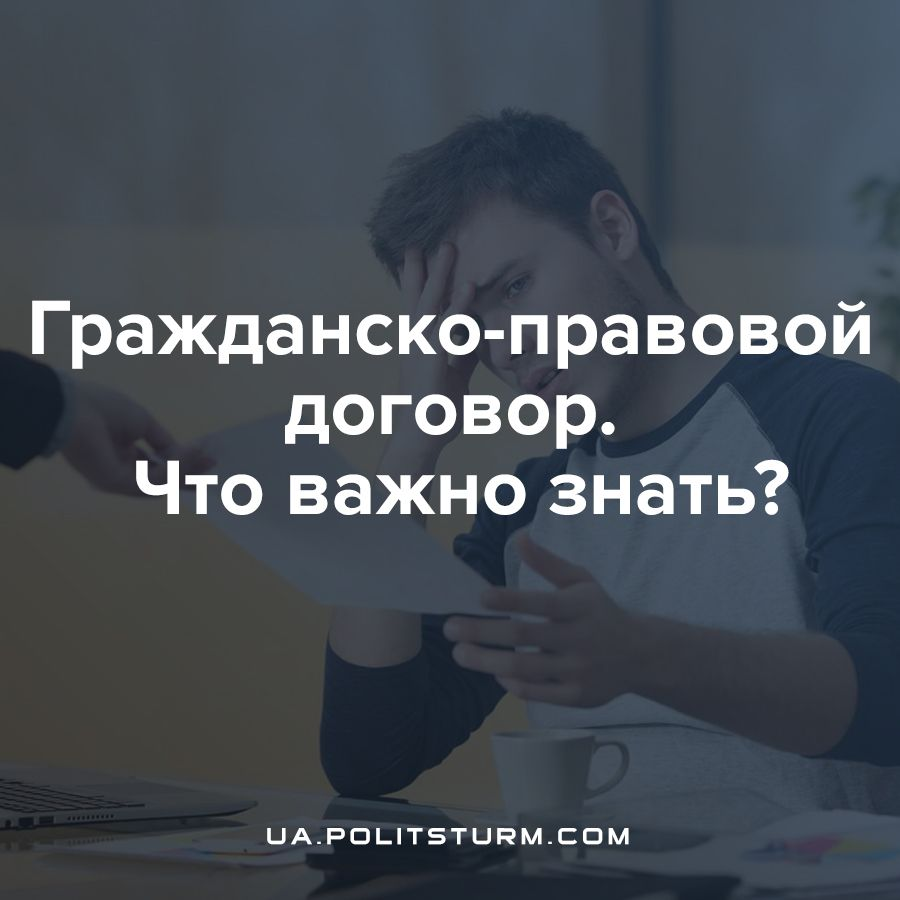 Гражданско-правовой
договор.
Что важно знать?
UA.POLITSTURM.COM